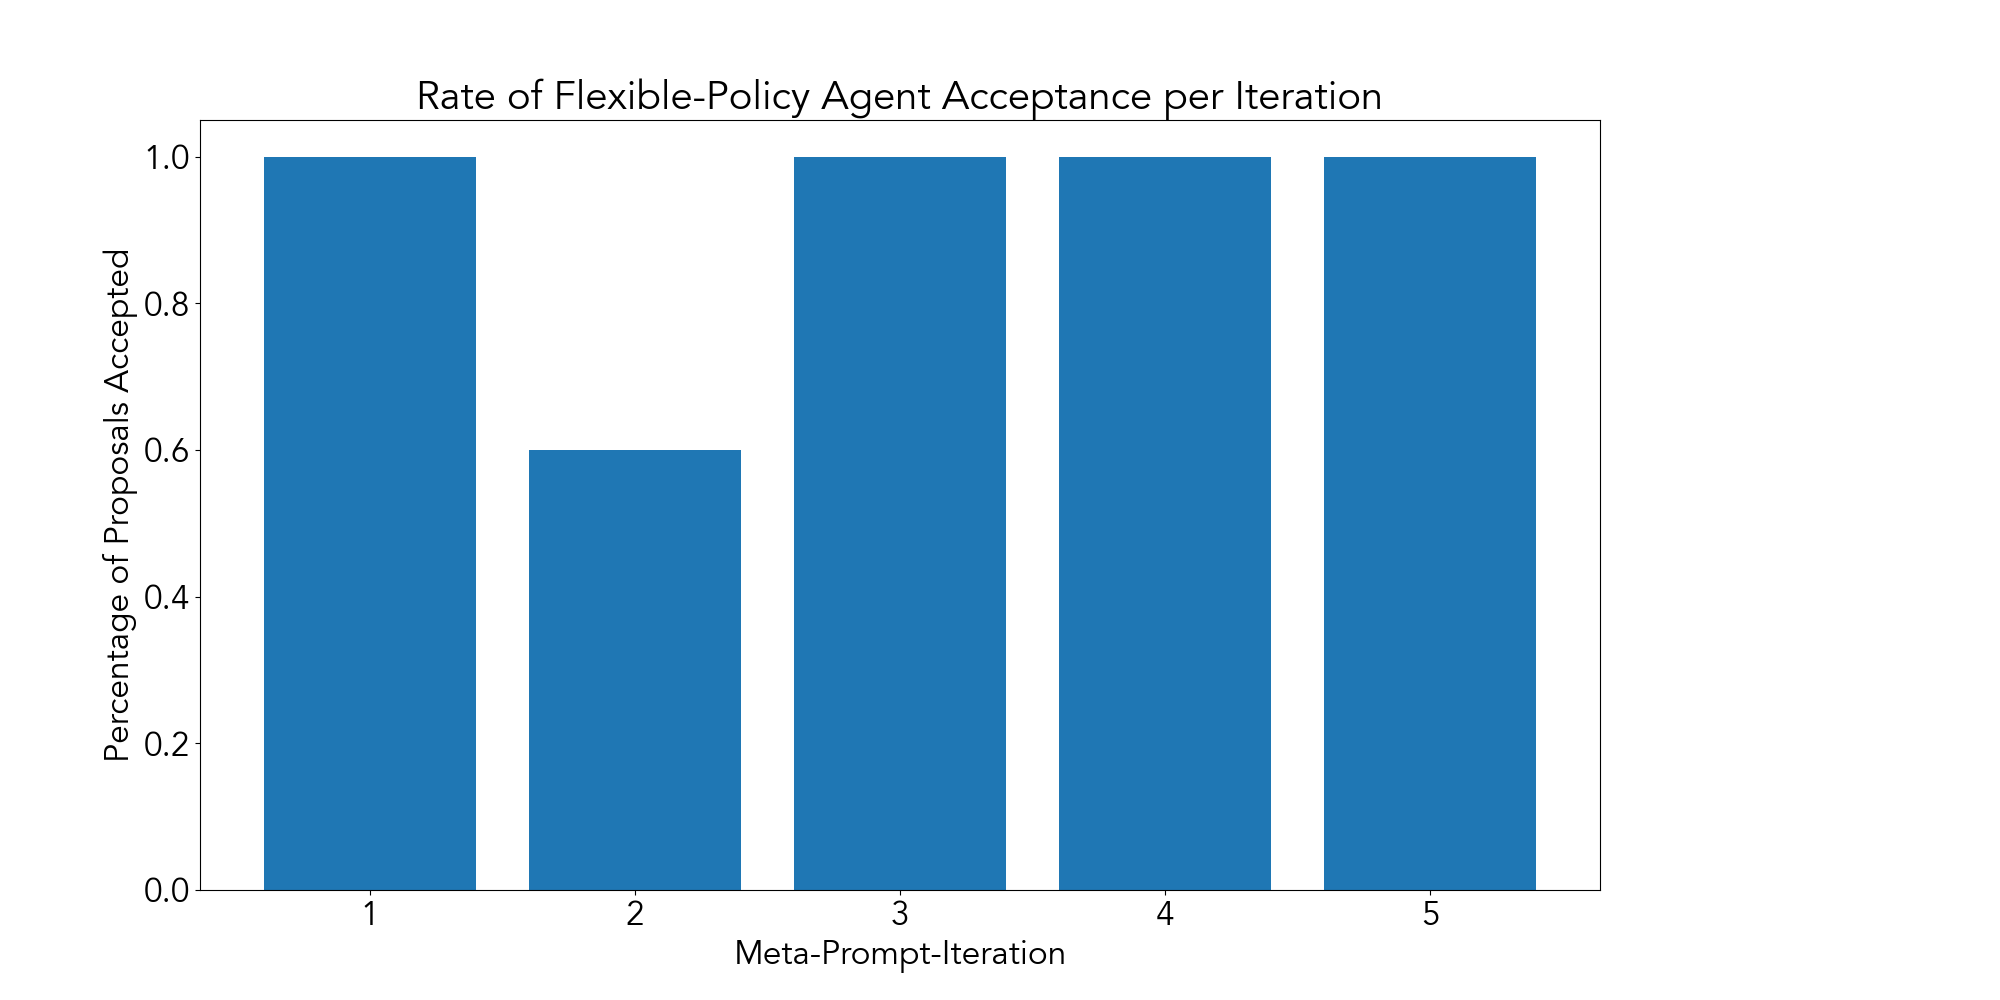 Rate of Flexible-Policy Agent Acceptance per Iteration
Percentage of Proposals Accepted
1.0
0.8
0.6
0.4
0.2
0.0
1 2 3 4 5
Meta-Prompt-Iteration